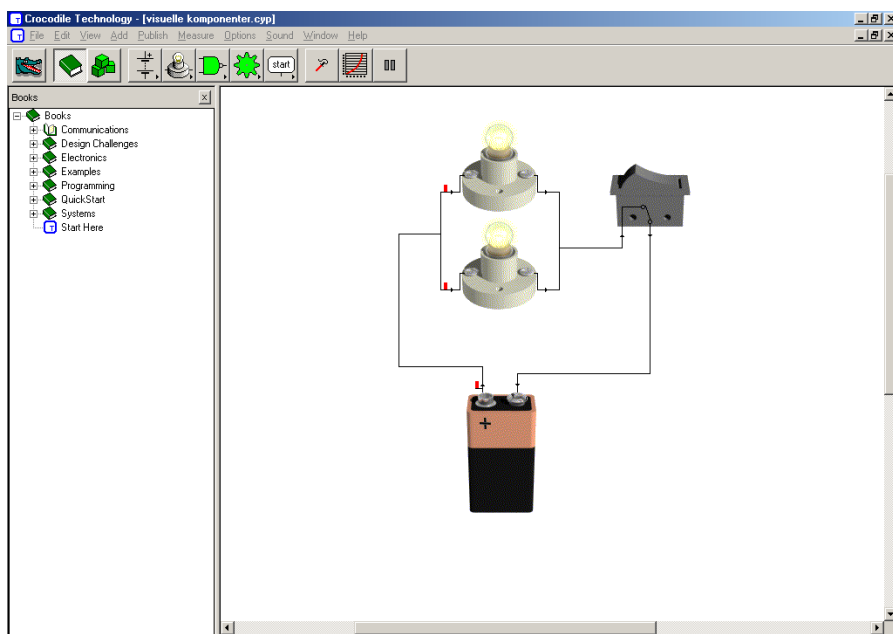 Crocodile Technology - [visuelle komponenter.cyp]
File Edit View Add Publish Measure Options Sound Window Help
start
Books
Books
Communications
Design Challenges
Electronics
Examples
Programming
QuickStart
Systems
Start Here
+